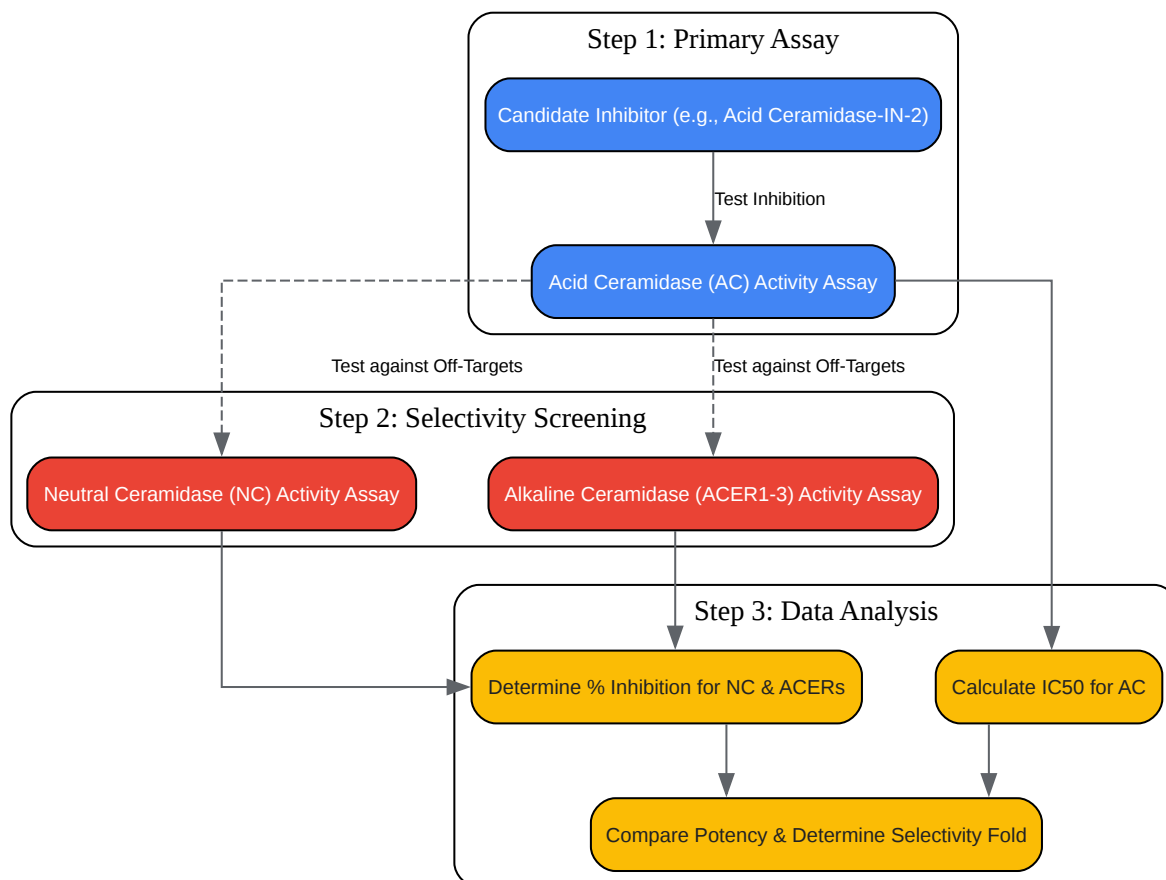 Step 1: Primary Assay
Candidate Inhibitor (e.g., Acid Ceramidase-IN-2)
Test Inhibition
Acid Ceramidase (AC) Activity Assay
Test against Off-Targets
Test against Off-Targets
Step 2: Selectivity Screening
Neutral Ceramidase (NC) Activity Assay
Alkaline Ceramidase (ACER1-3) Activity Assay
Step 3: Data Analysis
Determine % Inhibition for NC & ACERs
Calculate IC50 for AC
Compare Potency & Determine Selectivity Fold